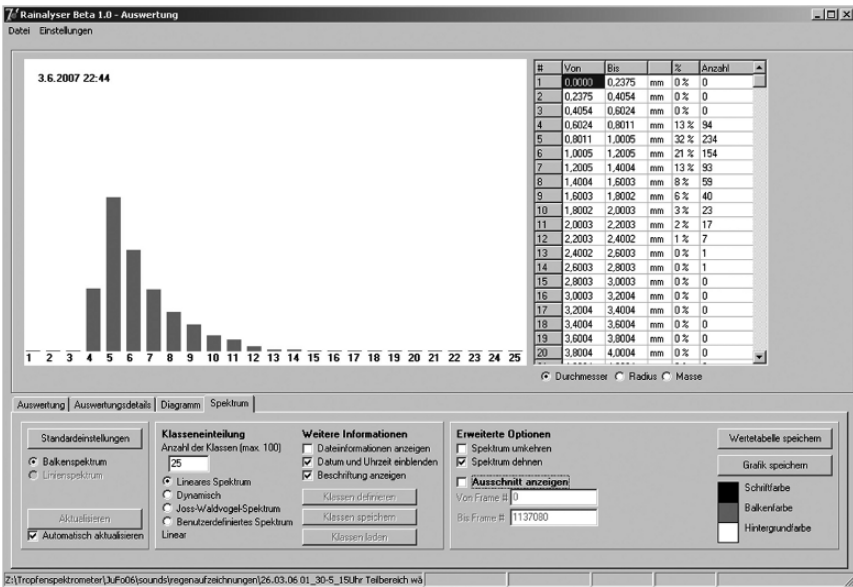 Rainalyser Beta 1.0 - Auswertung
Datei Einstellungen
3.6.2007 22:44
1 2 3 4 5 6 7 8 9 10 11 12 13 14 15 16 17 18 19 20 21 22 23 24 25
# Von Bis % Anzahl
1 0,0000 0,2375 mm 0 % 0
2 0,2375 0,4054 mm 0 % 0
3 0,4054 0,6024 mm 0 % 0
4 0,6024 0,8011 mm 13 % 94
5 0,8011 1,0005 mm 32 % 234
6 1,0005 1,2005 mm 21 % 154
7 1,2005 1,4004 mm 13 % 93
8 1,4004 1,6003 mm 8 % 59
9 1,6003 1,8002 mm 6 % 40
10 1,8002 2,0003 mm 3 % 23
11 2,0003 2,2003 mm 2 % 17
12 2,2003 2,4002 mm 1 % 7
13 2,4002 2,6003 mm 0 % 1
14 2,6003 2,8003 mm 0 % 1
15 2,8003 3,0003 mm 0 % 0
16 3,0003 3,2004 mm 0 % 0
17 3,2004 3,4004 mm 0 % 0
18 3,4004 3,6004 mm 0 % 0
19 3,6004 3,8004 mm 0 % 0
20 3,8004 4,0004 mm 0 % 0
Durchmesser Radius Masse
Auswertung Auswertungsdetails Diagramm Spektrum
Standardeinstellungen
Balkenspektrum
Linienspektrum
Aktualisieren
Automatisch aktualisieren
Klasseneinteilung
Anzahl der Klassen (max. 100)
25
Lineares Spektrum
Dynamisch
Joss-Waldvogel-Spektrum
Benutzerdefiniertes Spektrum
Linear
Weitere Informationen
Dateiinformationen anzeigen
Datum und Uhrzeit einblenden
Beschriftung anzeigen
Klassen definieren
Klassen speichern
Klassen laden
Erweiterte Optionen
Spektrum umkehren
Spektrum dehnen
Ausschnitt anzeigen
Von Frame # 0
Bis Frame # 1137080
Wertetabelle speichern
Grafik speichern
Schriftfarbe
Balkenfarbe
Hintergrundfarbe
Z:\Tropfenspektrometer\JuFo06\sounds\regenaufzeichnungen\26.03.06 01_30-5_15Uhr Teilbereich wä